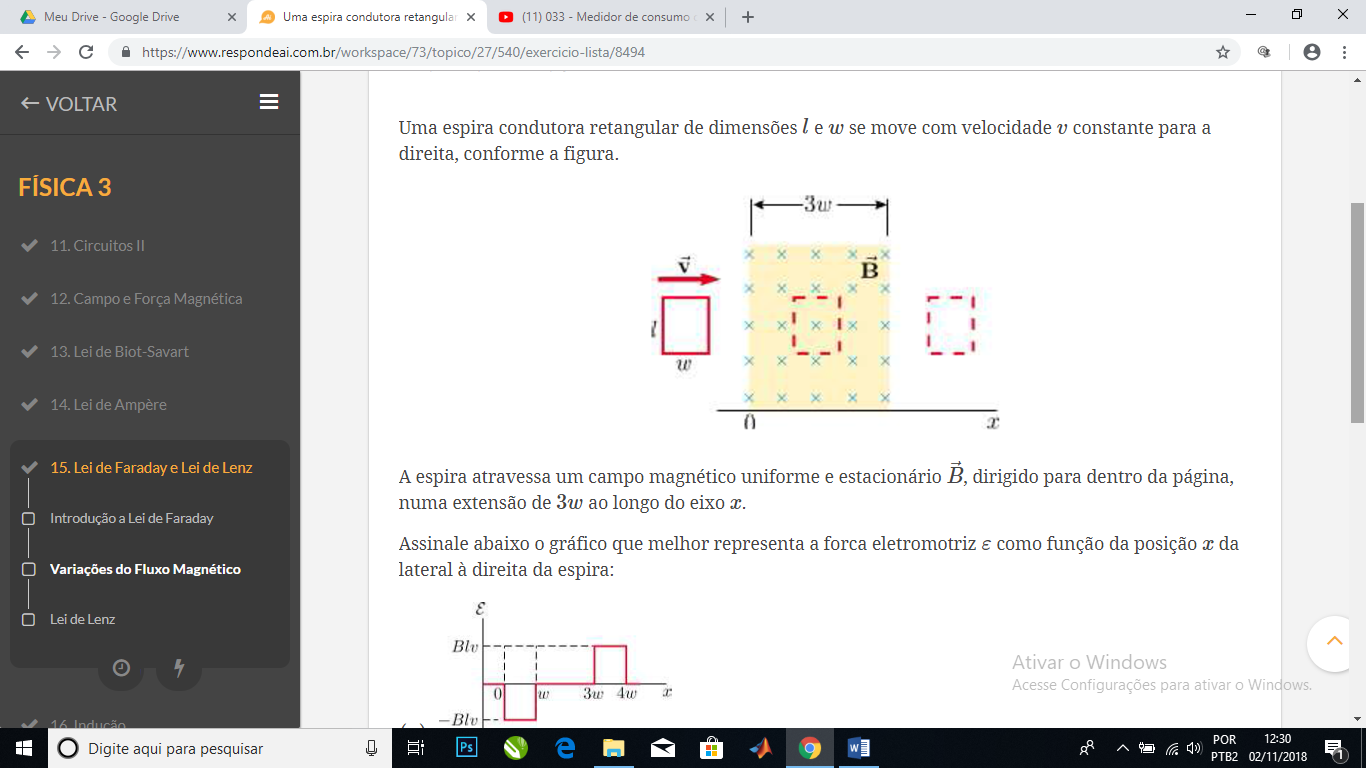 Meu Drive - Google Drive
Uma espira condutora retangular
(11) 033 - Medidor de consumo
https://www.respondeai.com.br/workspace/73/topico/27/540/exercicio-lista/8494
VOLTAR
FÍSICA 3
11. Circuitos II
12. Campo e Força Magnética
13. Lei de Biot-Savart
14. Lei de Ampère
15. Lei de Faraday e Lei de Lenz
Introdução a Lei de Faraday
Variações do Fluxo Magnético
Lei de Lenz
16. Indução
Uma espira condutora retangular de dimensões l e w se move com velocidade v constante para a
direita, conforme a figura.
3w
v⃗
B⃗
l
w
0
x
A espira atravessa um campo magnético uniforme e estacionário B⃗, dirigido para dentro da página,
numa extensão de 3w ao longo do eixo x.
Assinale abaixo o gráfico que melhor representa a forca eletromotriz ε como função da posição x da
lateral à direita da espira:
ℰ
Blv
0 w 3w 4w x
−Blv
Ativar o Windows
Acesse Configurações para ativar o Windows.
Digite aqui para pesquisar
Ps
POR
PTB2
12:30
02/11/2018
1